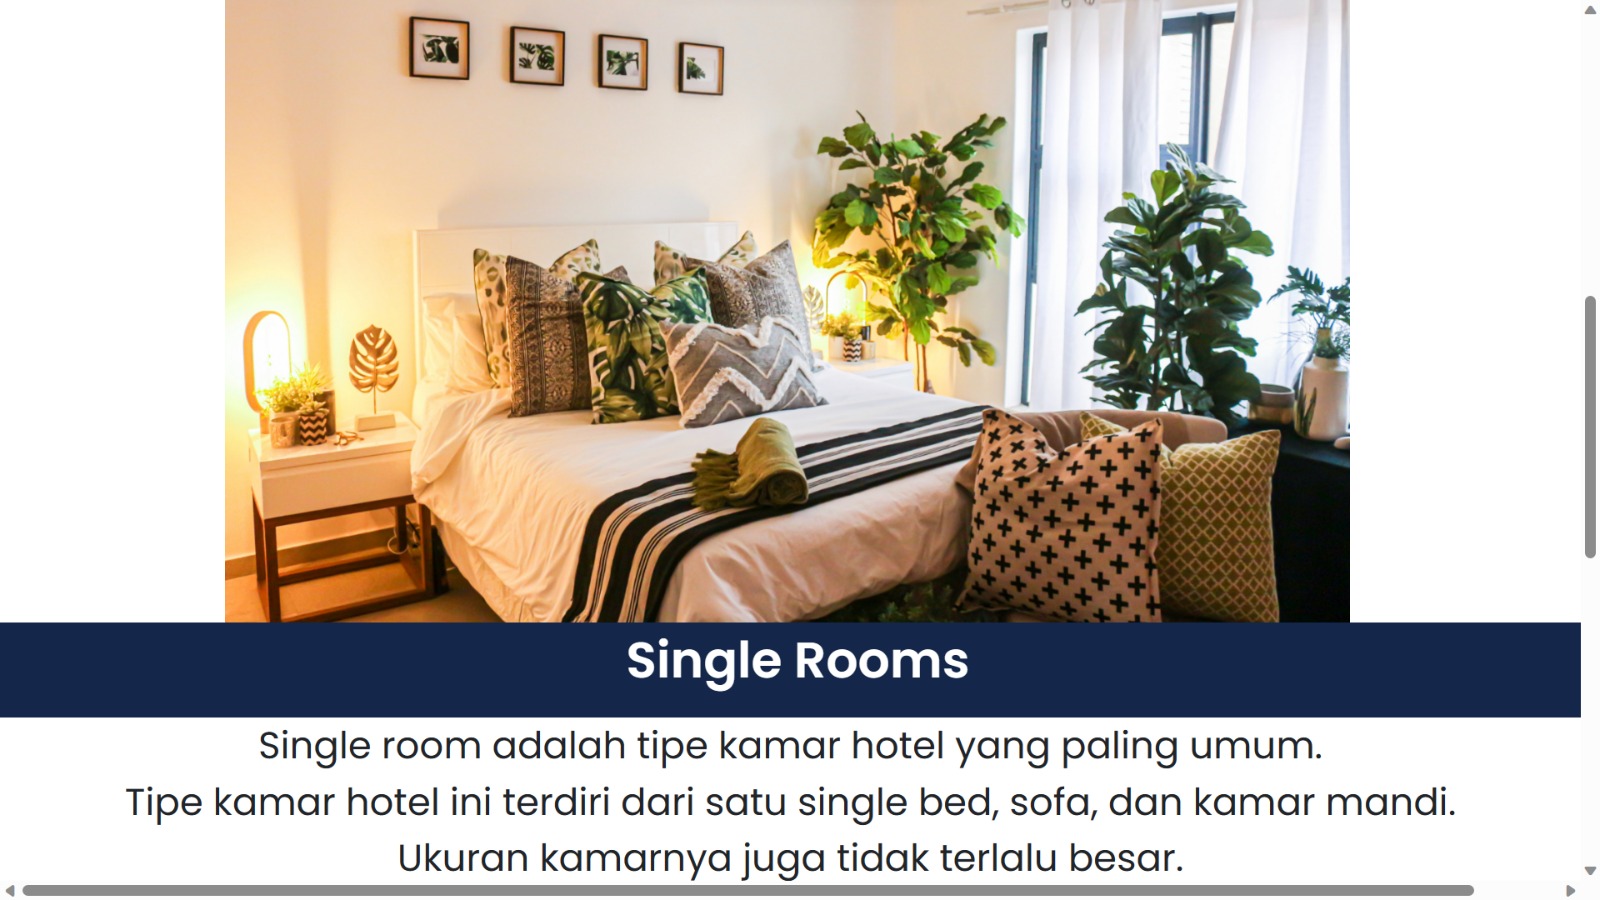 Single Rooms
Single room adalah tipe kamar hotel yang paling umum.
Tipe kamar hotel ini terdiri dari satu single bed, sofa, dan kamar mandi.
Ukuran kamarnya juga tidak terlalu besar.